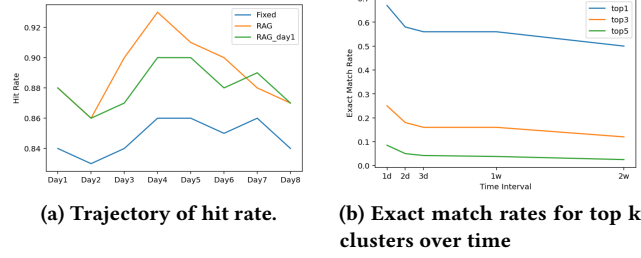 Fixed
RAG
RAG_day1
0.92
0.90
0.88
0.86
0.84
Hit Rate
Day1 Day2 Day3 Day4 Day5 Day6 Day7 Day8
(a) Trajectory of hit rate.
top1
top3
top5
0.6
0.5
0.4
0.3
0.2
0.1
0.0
Exact Match Rate
1d 2d 3d 1w 2w
Time Interval
(b) Exact match rates for top k
clusters over time